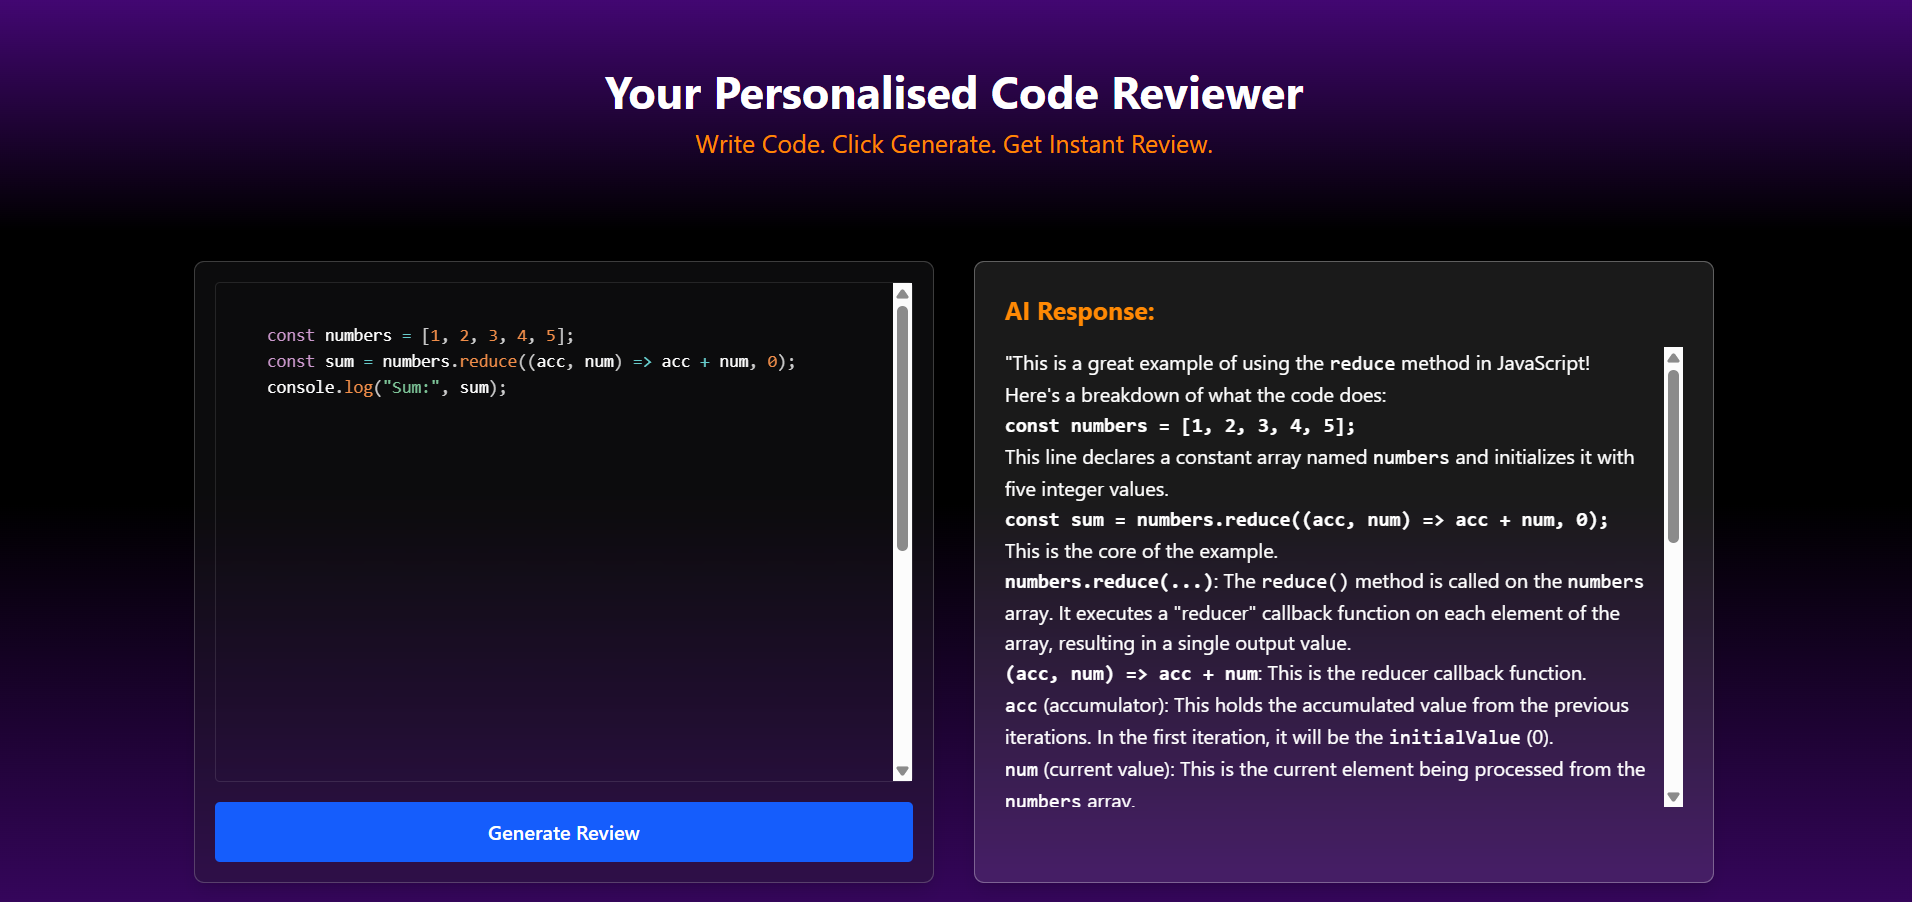 Your Personalised Code Reviewer
Write Code. Click Generate. Get Instant Review.
const numbers = [1, 2, 3, 4, 5];
const sum = numbers.reduce((acc, num) => acc + num, 0);
console.log("Sum:", sum);
Generate Review
AI Response:
"This is a great example of using the reduce method in JavaScript!
Here's a breakdown of what the code does:
const numbers = [1, 2, 3, 4, 5];
This line declares a constant array named numbers and initializes it with
five integer values.
const sum = numbers.reduce((acc, num) => acc + num, 0);
This is the core of the example.
numbers.reduce(...): The reduce() method is called on the numbers
array. It executes a "reducer" callback function on each element of the
array, resulting in a single output value.
(acc, num) => acc + num: This is the reducer callback function.
acc (accumulator): This holds the accumulated value from the previous
iterations. In the first iteration, it will be the initialValue (0).
num (current value): This is the current element being processed from the
numbers array.